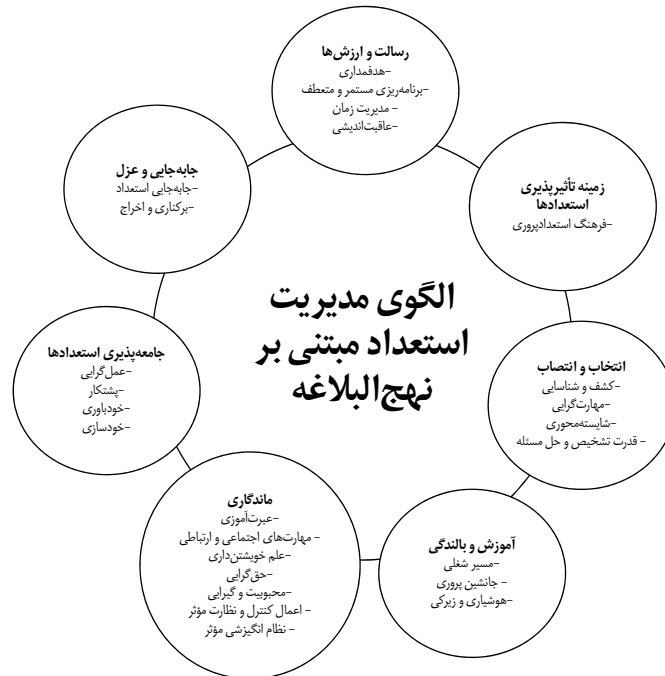 رسالت و ارزش‌ها
-هدفمداری
-برنامه‌ریزی مستمر و متعطف
- مدیریت زمان
-عاقبت‌اندیشی
زمینه تأثیرپذیری
استعدادها
-فرهنگ استعدادپروری
انتخاب و انتصاب
-کشف و شناسایی
-مهارت‌گرایی
-شایسته‌محوری
- قدرت تشخیص و حل مسئله
آموزش و بالندگی
-مسیر شغلی
- جانشین پروری
-هوشیاری و زیرکی
ماندگاری
-عبرت‌آموزی
- مهارت‌های اجتماعی و ارتباطی
-علم خویشتن‌داری
-حق‌گرایی
-محبوبیت و گیرایی
- اعمال کنترل و نظارت مؤثر
- نظام انگیزشی مؤثر
جامعه‌پذیری استعدادها
-عمل‌گرایی
-پشتکار
-خودباوری
-خودسازی
جابه‌جایی و عزل
-جابه‌جایی استعداد
-برکناری و اخراج
الگوی مدیریت
استعداد مبتنی بر
نهج‌البلاغه